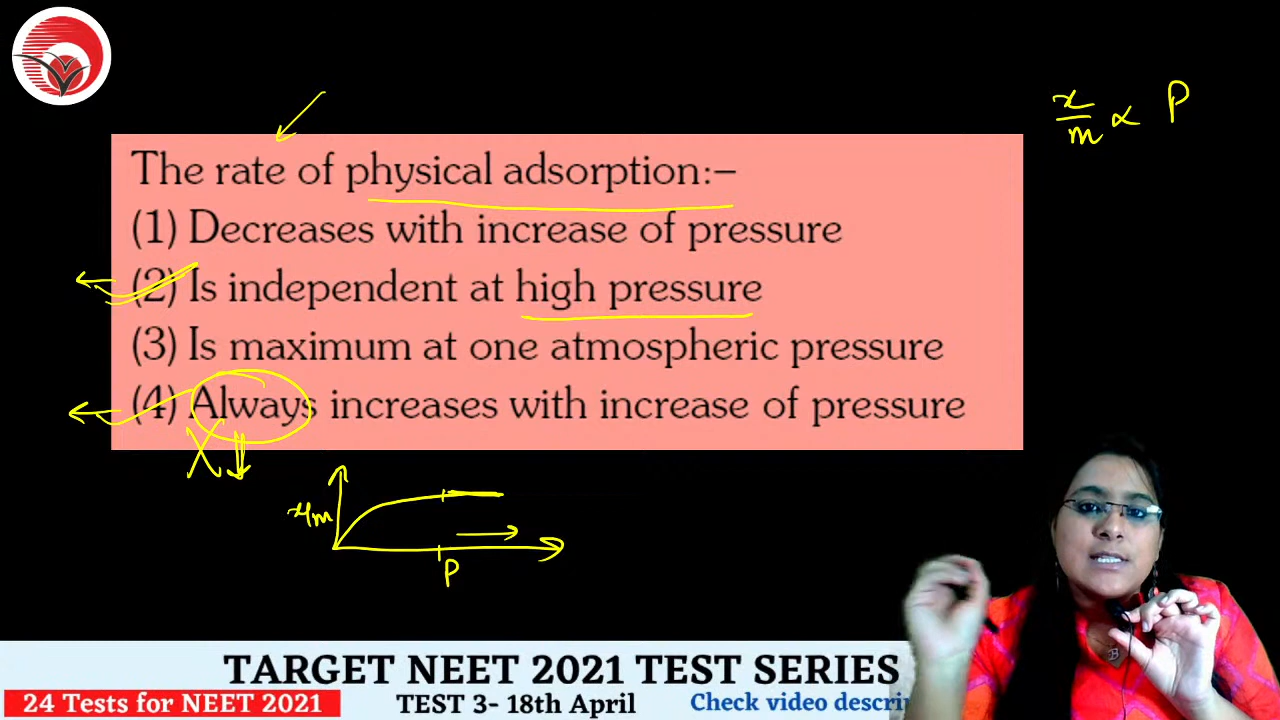 x/m ∝ P
The rate of physical adsorption:–
(1) Decreases with increase of pressure
(2) Is independent at high pressure
(3) Is maximum at one atmospheric pressure
(4) Always increases with increase of pressure
x/m
P
TARGET NEET 2021 TEST SERIES
24 Tests for NEET 2021
TEST 3- 18th April
Check video descri